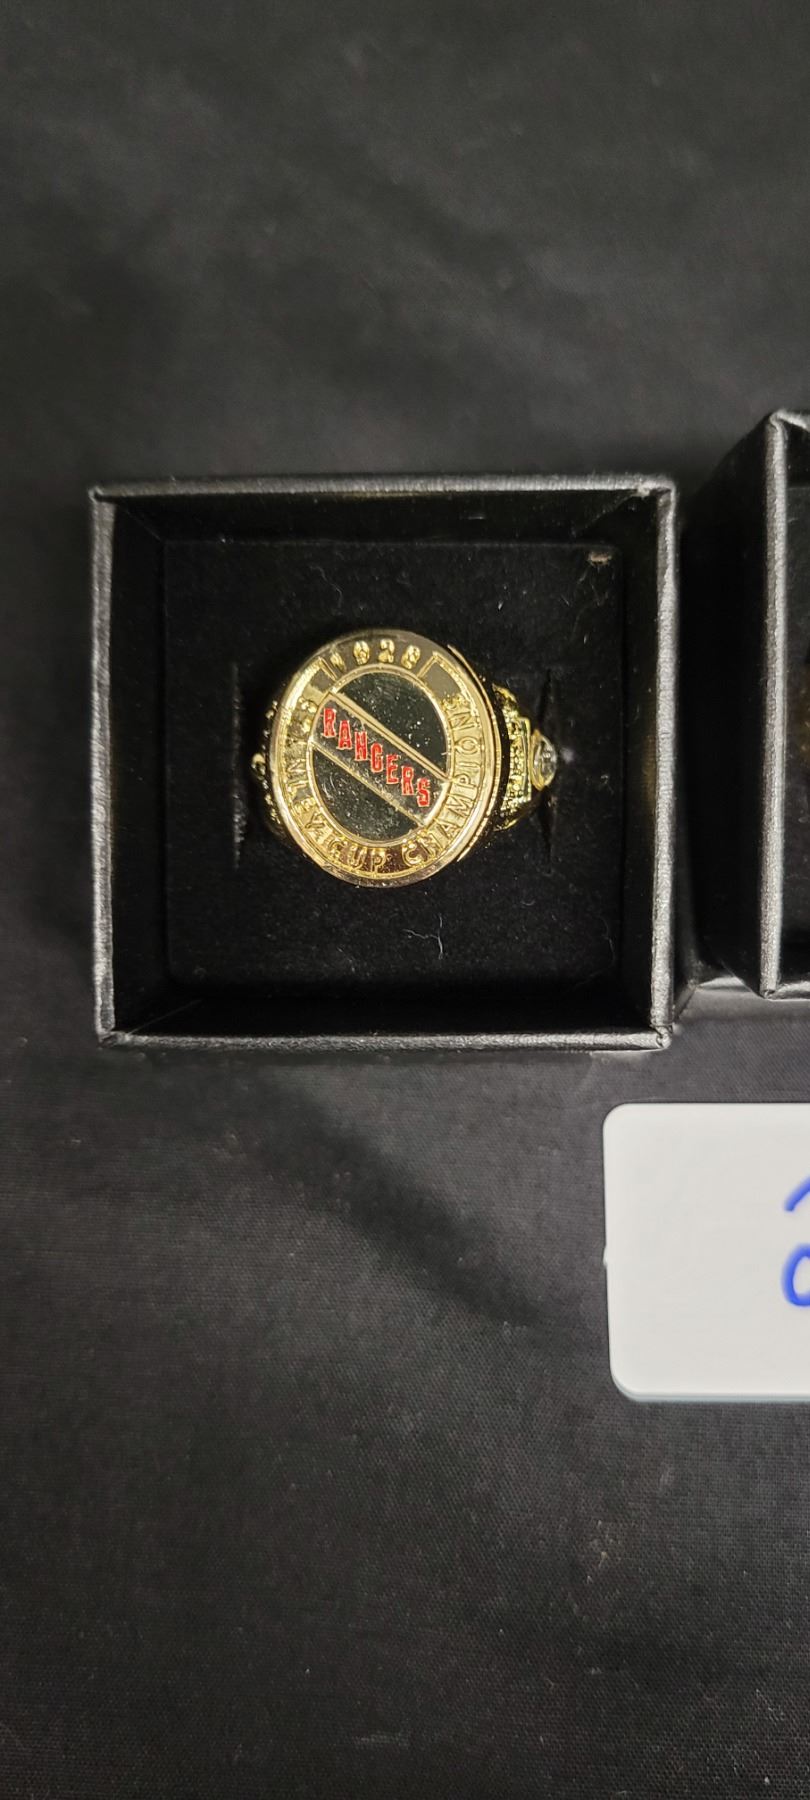 1928
RANGERS
STANLEY CUP CHAMPIONS